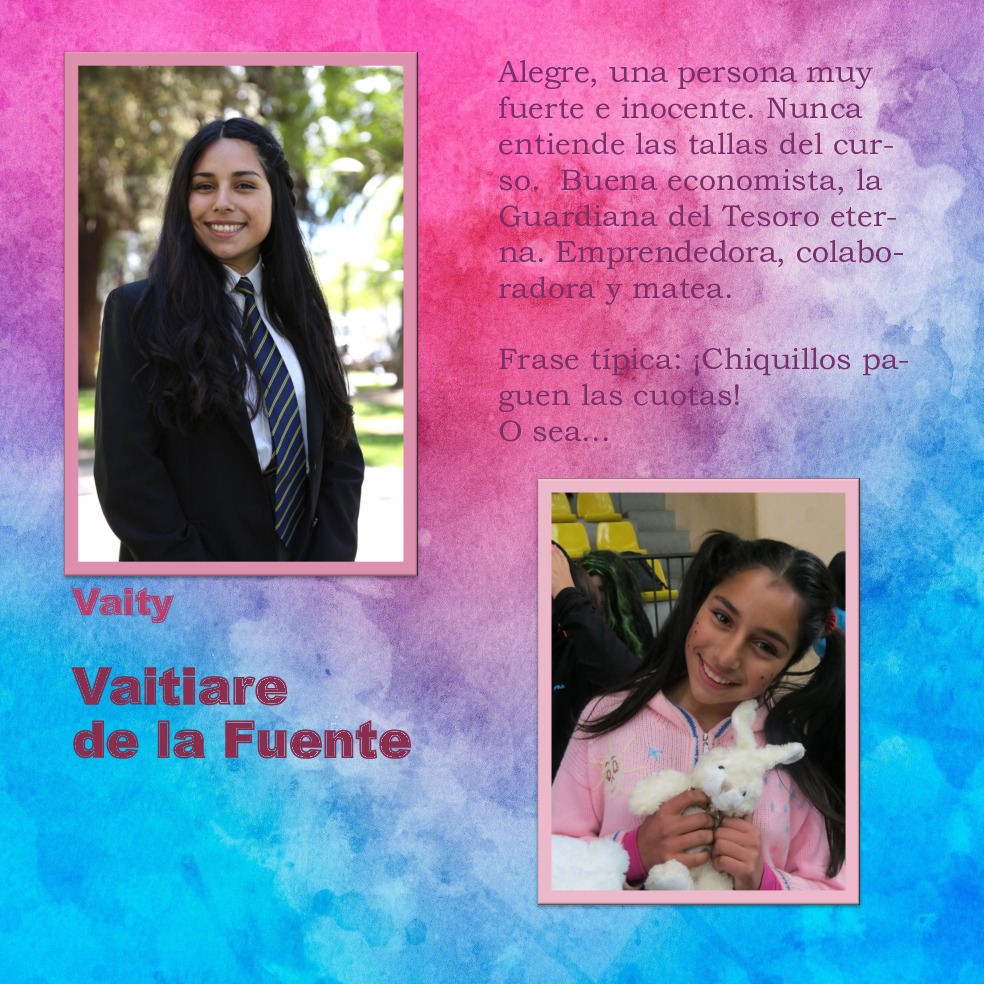 Alegre, una persona muy
fuerte e inocente. Nunca
entiende las tallas del cur-
so.  Buena economista, la
Guardiana del Tesoro eter-
na. Emprendedora, colabo-
radora y matea.
Frase típica: ¡Chiquillos pa-
guen las cuotas!
O sea...
Vaity
Vaitiare
de la Fuente